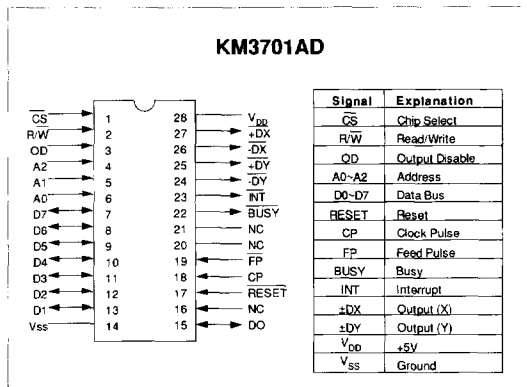 KM3701AD
CS 1 28 VDD
R/W 2 27 +DX
OD 3 26 -DX
A2 4 25 +DY
A1 5 24 -DY
A0 6 23 INT
D7 7 22 BUSY
D6 8 21 NC
D5 9 20 NC
D4 10 19 FP
D3 11 18 CP
D2 12 17 RESET
D1 13 16 NC
Vss 14 15 DO
Signal Explanation
CS Chip Select
R/W Read/Write
OD Output Disable
A0~A2 Address
D0~D7 Data Bus
RESET Reset
CP Clock Pulse
FP Feed Pulse
BUSY Busy
INT Interrupt
±DX Output (X)
±DY Output (Y)
VDD +5V
VSS Ground